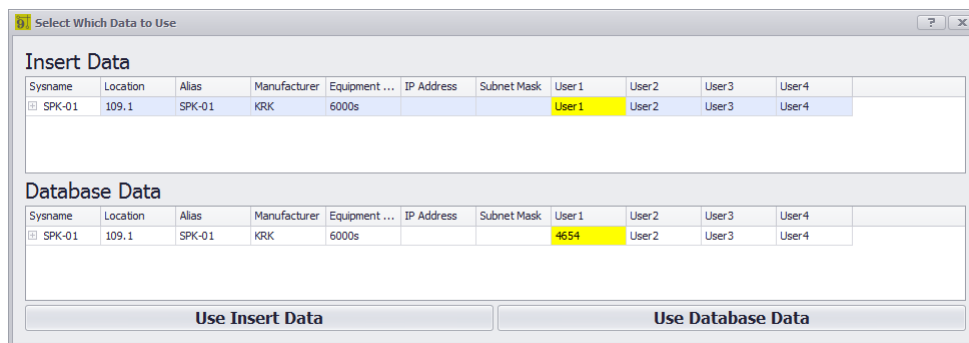 Select Which Data to Use
Insert Data
Sysname Location Alias Manufacturer Equipment ... IP Address Subnet Mask User1 User2 User3 User4
SPK-01 109.1 SPK-01 KRK 6000s User1 User2 User3 User4
Database Data
Sysname Location Alias Manufacturer Equipment ... IP Address Subnet Mask User1 User2 User3 User4
SPK-01 109.1 SPK-01 KRK 6000s 4654 User2 User3 User4
Use Insert Data Use Database Data